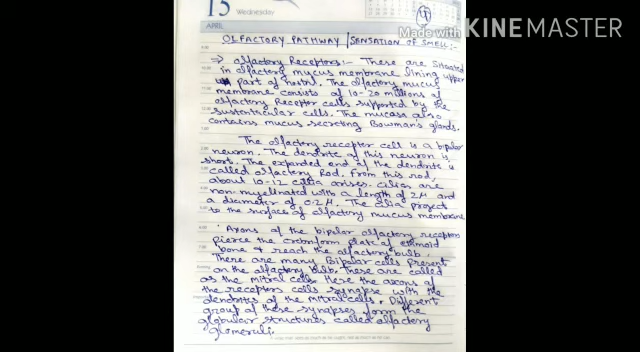 15 Wednesday
APRIL
Made with KINEMASTER
OLFACTORY PATHWAY / SENSATION OF SMELL:-
⇒ Olfactory Receptors:- These are situated
in olfactory mucus membrane lining upper
part of nostril. The olfactory mucus
membrane consists of 10-20 millions of
olfactory Receptor cells supported by the
sustenticular cells. The mucosa also
contains mucus secreting Bowman's glands.
The olfactory receptor cell is a bipolar
neuron. The dendrite of this neuron is
short. The expanded end of the dendrite is
called olfactory Rod. From this rod,
about 10-12 cilia arises. Cilias are
non-myelinated with a length of 2μ and
a diameter of 0.2μ. The cilia project
to the surface of olfactory mucus membrane
Axons of the bipolar olfactory receptors
pierce the cribriform plate of ethimoid
bone & reach the olfactory bulb.
There are many Bipolar cells present
on the olfactory bulb. These are called
as the mitral cells. Here the axons of
the receptors cells synapse with the
dendrites of the mitral cells. Different
group of these synapses form the
globular structures called olfactory
glomeruli.